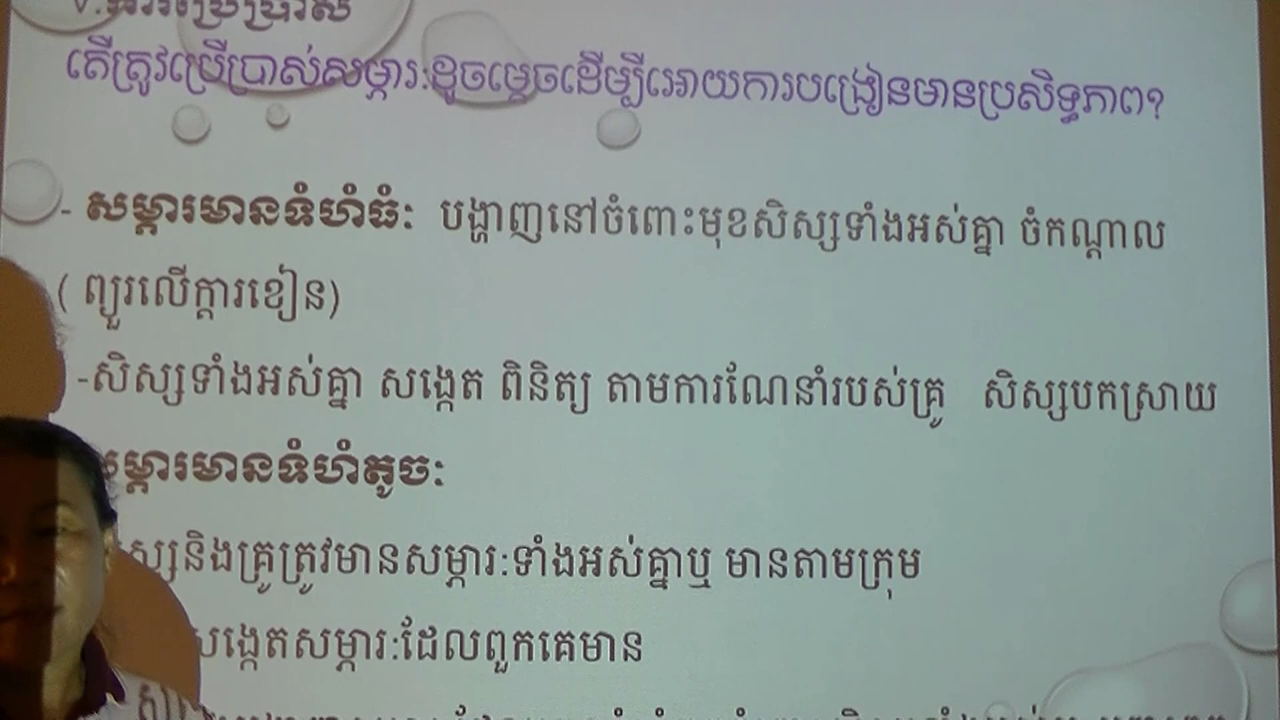 V.ការប្រើប្រាស់
តើត្រូវប្រើប្រាស់សម្ភារៈដូចម្តេចដើម្បីអោយការបង្រៀនមានប្រសិទ្ធភាព?
- សម្ភារមានទំហំធំៈ បង្ហាញនៅចំពោះមុខសិស្សទាំងអស់គ្នា ចំកណ្តាល
( ព្យួរលើក្តារខៀន)
-សិស្សទាំងអស់គ្នា សង្កេត ពិនិត្យ តាមការណែនាំរបស់គ្រូ សិស្សបកស្រាយ
សម្ភារមានទំហំតូចៈ
និងគ្រូត្រូវមានសម្ភារៈទាំងអស់គ្នាឬ មានតាមក្រុម
សង្កេតសម្ភារៈដែលពួកគេមាន